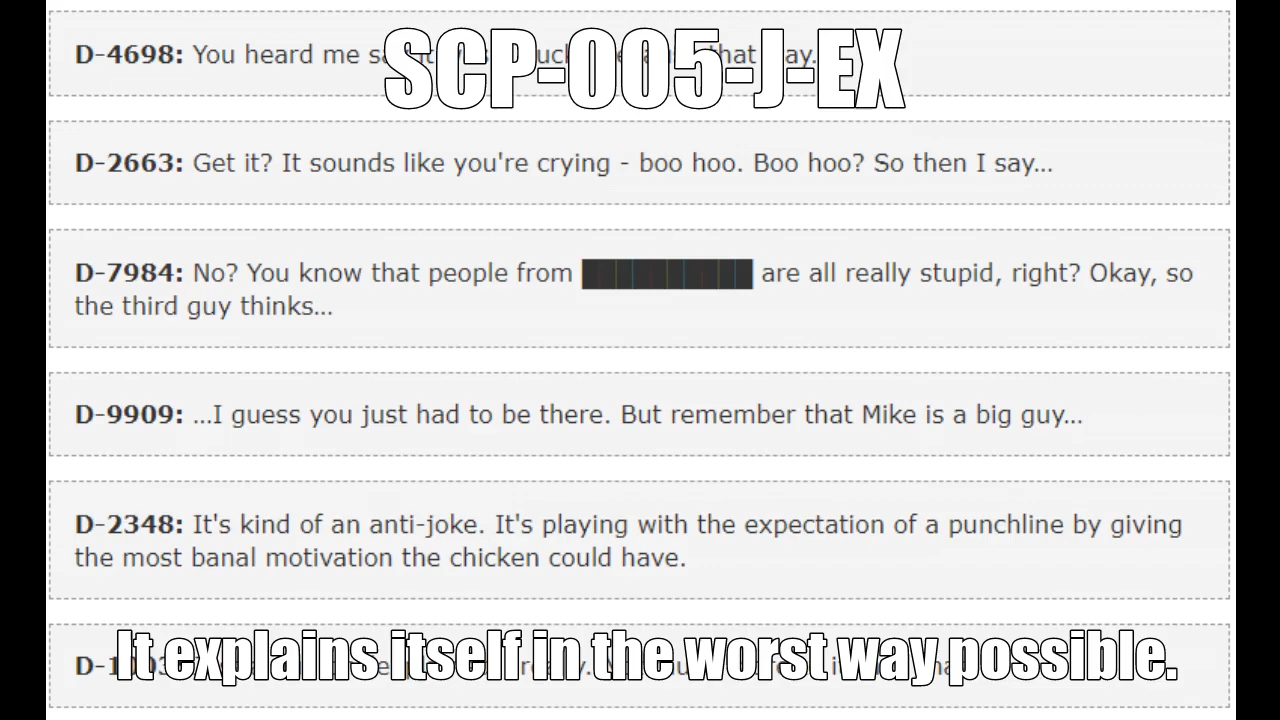 SCP-005-J-EX
D-4698: You heard me that ay.
D-2663: Get it? It sounds like you're crying - boo hoo. Boo hoo? So then I say...
D-7984: No? You know that people from are all really stupid, right? Okay, so
the third guy thinks...
D-9909: ...I guess you just had to be there. But remember that Mike is a big guy...
D-2348: It's kind of an anti-joke. It's playing with the expectation of a punchline by giving
the most banal motivation the chicken could have.
It explains itself in the worst way possible.